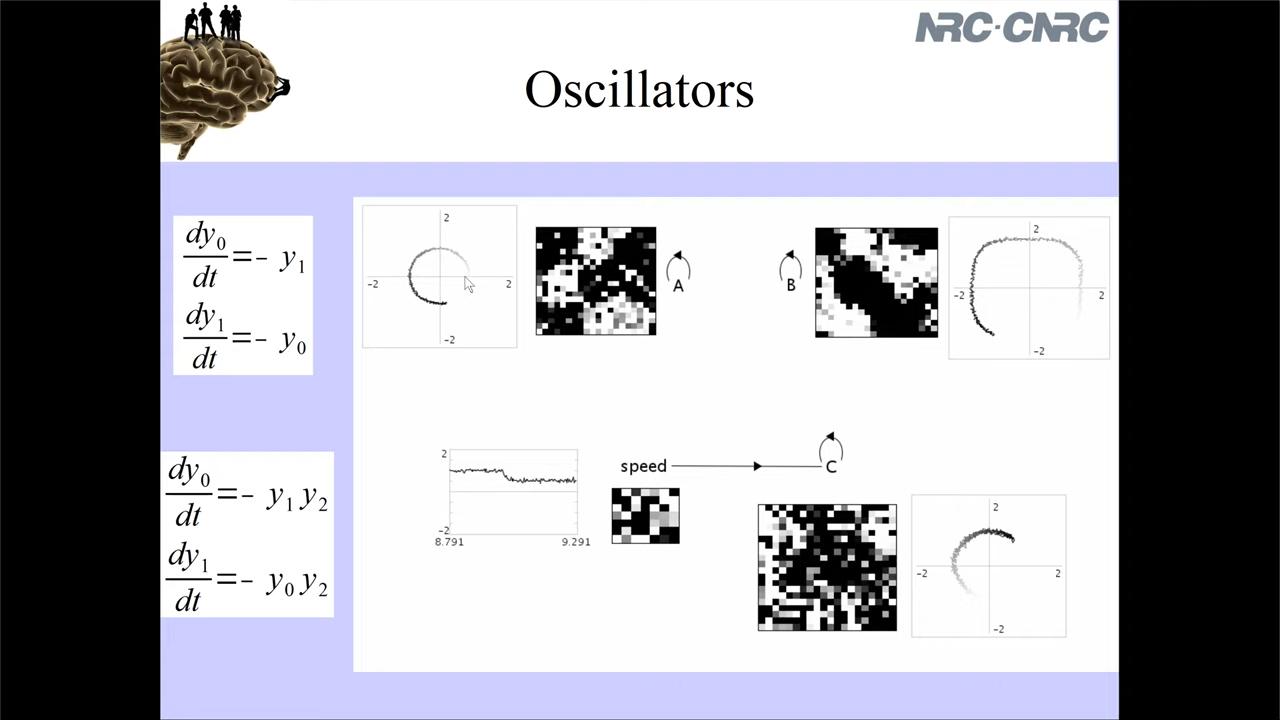 NRC·CNRC
Oscillators
dy₀/dt = − y₁
dy₁/dt = − y₀
2
-2
2
-2
A
B
2
-2
2
-2
dy₀/dt = − y₁ y₂
dy₁/dt = − y₀ y₂
2
-2
8.791
9.291
speed
C
2
-2
2
-2